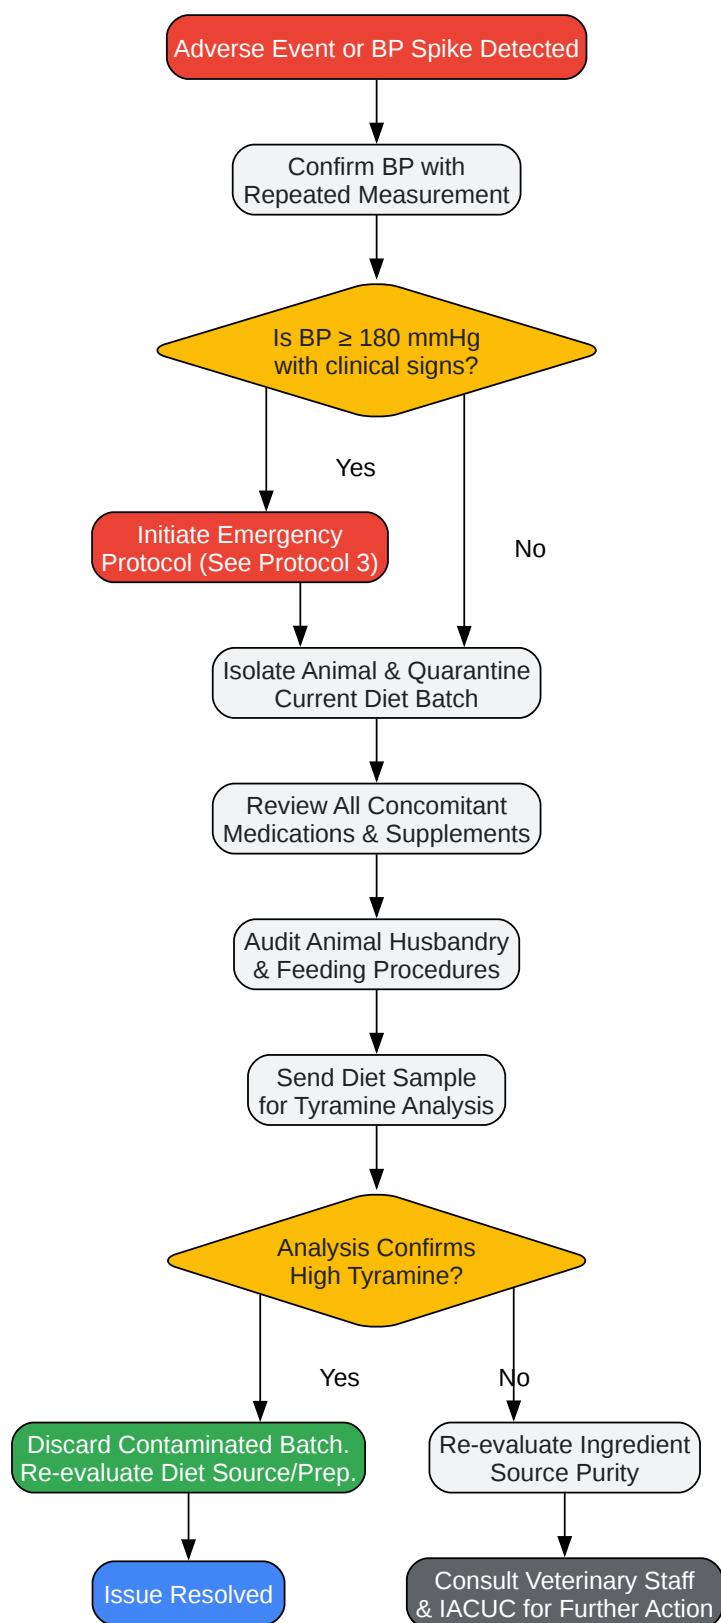 Adverse Event or BP Spike Detected
Confirm BP with
Repeated Measurement
Is BP ≥ 180 mmHg
with clinical signs?
Yes
Initiate Emergency
Protocol (See Protocol 3)
No
Isolate Animal & Quarantine
Current Diet Batch
Review All Concomitant
Medications & Supplements
Audit Animal Husbandry
& Feeding Procedures
Send Diet Sample
for Tyramine Analysis
Analysis Confirms
High Tyramine?
Yes
No
Discard Contaminated Batch.
Re-evaluate Diet Source/Prep.
Re-evaluate Ingredient
Source Purity
Issue Resolved
Consult Veterinary Staff
& IACUC for Further Action